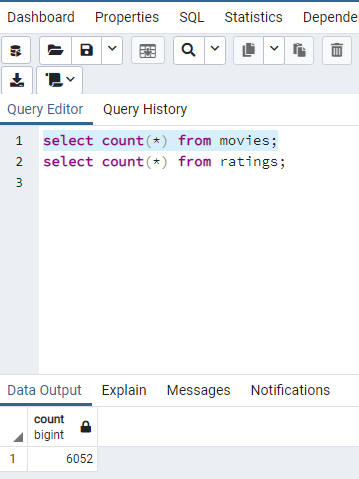 Dashboard Properties SQL Statistics Depende
Query Editor Query History
1 select count(*) from movies;
2 select count(*) from ratings;
3
Data Output Explain Messages Notifications
count
bigint
1 6052